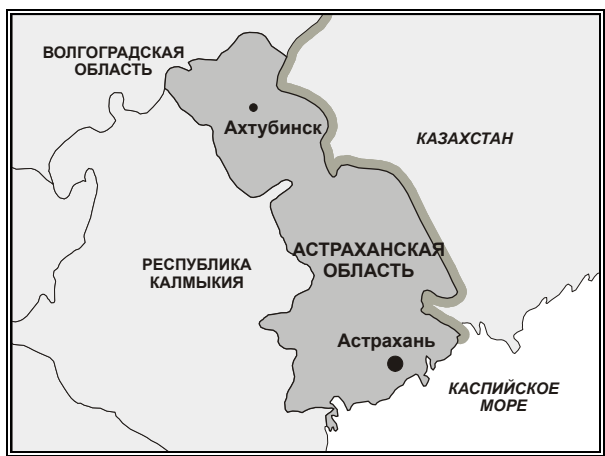 ВОЛГОГРАДСКАЯ
ОБЛАСТЬ
Ахтубинск
КАЗАХСТАН
АСТРАХАНСКАЯ
ОБЛАСТЬ
РЕСПУБЛИКА
КАЛМЫКИЯ
Астрахань
КАСПИЙСКОЕ
МОРЕ